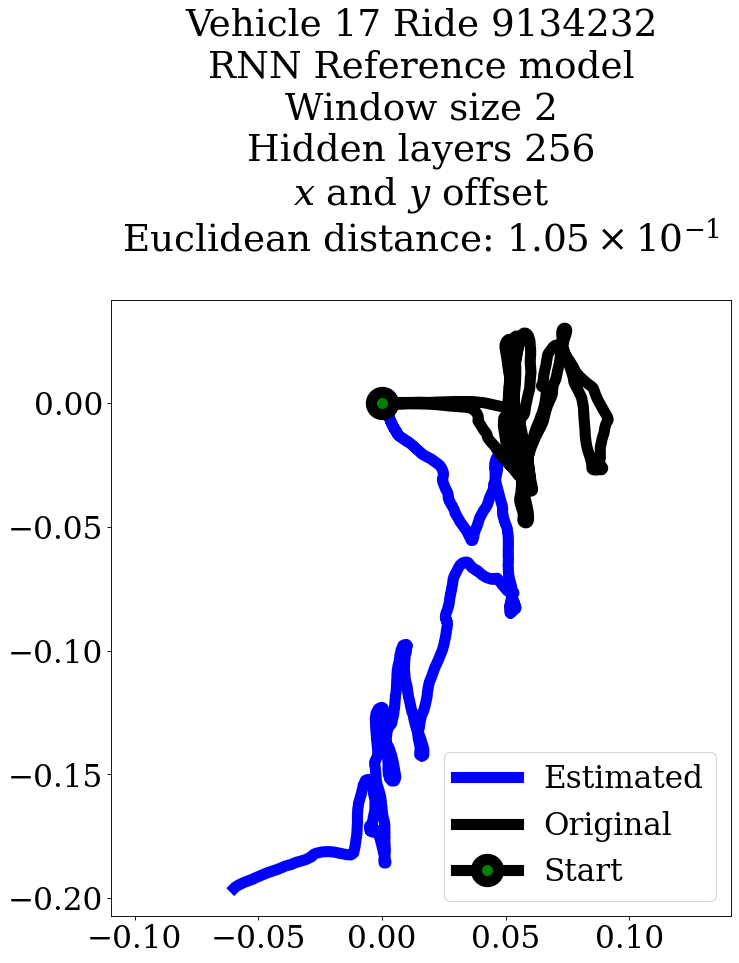 Vehicle 17 Ride 9134232
RNN Reference model
Window size 2
Hidden layers 256
x and y offset
Euclidean distance: 1.05 × 10⁻¹
0.00
−0.05
−0.10
−0.15
−0.20
−0.10 −0.05 0.00 0.05 0.10
Estimated
Original
Start